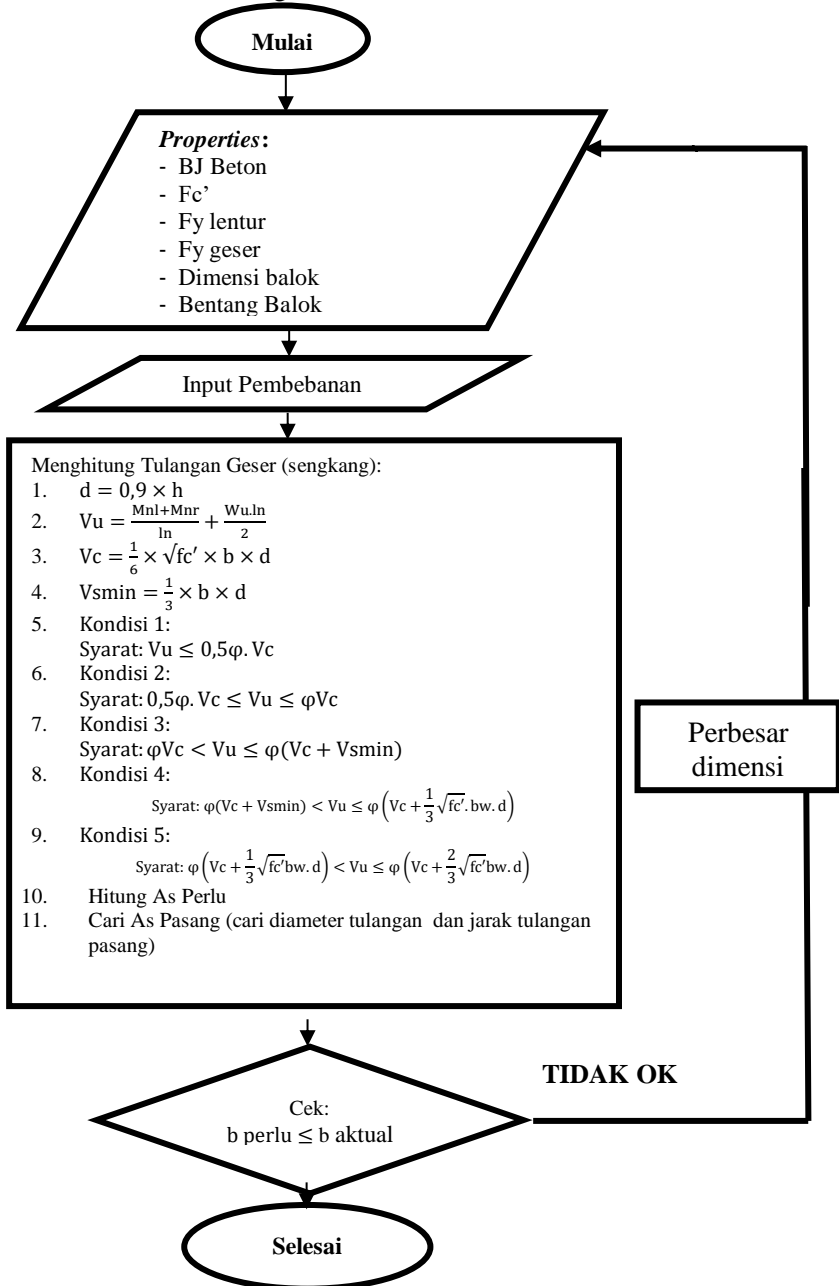 Mulai
Properties:
- BJ Beton
- Fc’
- Fy lentur
- Fy geser
- Dimensi balok
- Bentang Balok
Input Pembebanan
Menghitung Tulangan Geser (sengkang):
1. d = 0,9 × h
2. Vu = (Mnl+Mnr)/ln + (Wu.ln)/2
3. Vc = 1/6 × √fc′ × b × d
4. Vsmin = 1/3 × b × d
5. Kondisi 1:
Syarat: Vu ≤ 0,5φ. Vc
6. Kondisi 2:
Syarat: 0,5φ. Vc ≤ Vu ≤ φVc
7. Kondisi 3:
Syarat: φVc < Vu ≤ φ(Vc + Vsmin)
8. Kondisi 4:
Syarat: φ(Vc + Vsmin) < Vu ≤ φ(Vc + 1/3 √fc′. bw. d)
9. Kondisi 5:
Syarat: φ(Vc + 1/3 √fc′bw. d) < Vu ≤ φ(Vc + 2/3 √fc′bw. d)
10. Hitung As Perlu
11. Cari As Pasang (cari diameter tulangan dan jarak tulangan
pasang)
Perbesar
dimensi
Cek:
b perlu ≤ b aktual
TIDAK OK
Selesai